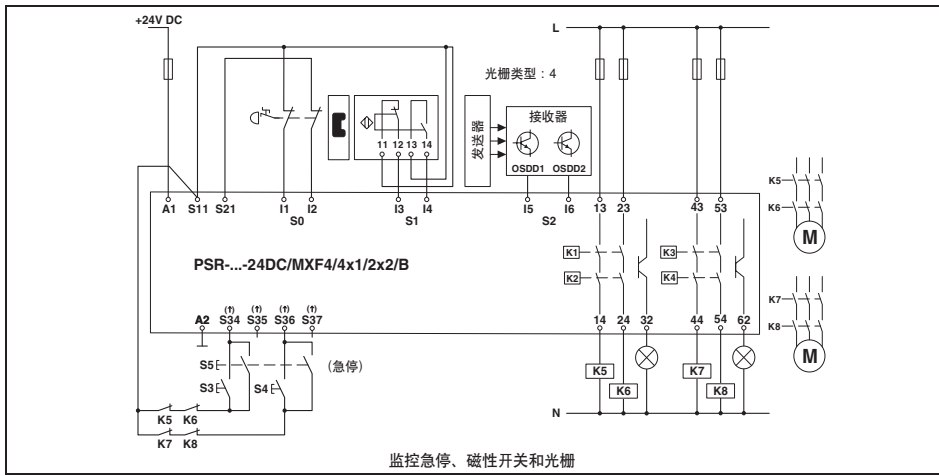 +24V DC
L
光栅类型：4
发送器
接收器
11 12 13 14
OSDD1 OSDD2
K5
K6
M
A1 S11 S21 I1 I2 I3 I4 I5 I6 13 23 43 53
S0 S1 S2
K1 K3
K2 K4
PSR-...-24DC/MXF4/4x1/2x2/B
K7
K8
M
(↑) (↑) (↑) (↑)
A2 S34 S35 S36 S37 14 24 32 44 54 62
S5 (急停)
S3 S4
K5 K7
K6 K8
K5 K6
N
K7 K8
监控急停、磁性开关和光栅